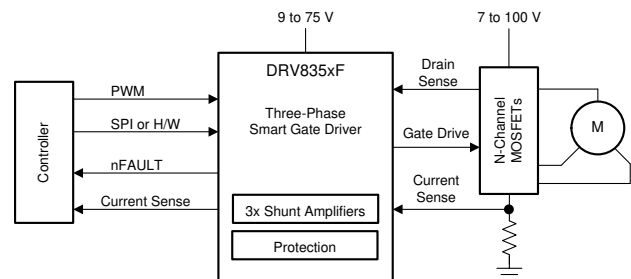 9 to 75 V
7 to 100 V
DRV835xF
Drain
Sense
PWM
Three-Phase
Smart Gate Driver
SPI or H/W
Gate Drive
N-Channel
MOSFETs
M
Controller
nFAULT
Current
Sense
Current Sense
3x Shunt Amplifiers
Protection